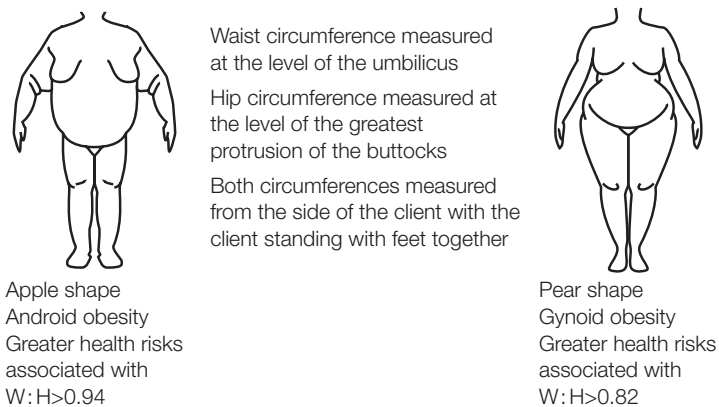 Waist circumference measured
at the level of the umbilicus
Hip circumference measured at
the level of the greatest
protrusion of the buttocks
Both circumferences measured
from the side of the client with the
client standing with feet together
Apple shape
Android obesity
Greater health risks
associated with
W:H>0.94
Pear shape
Gynoid obesity
Greater health risks
associated with
W:H>0.82